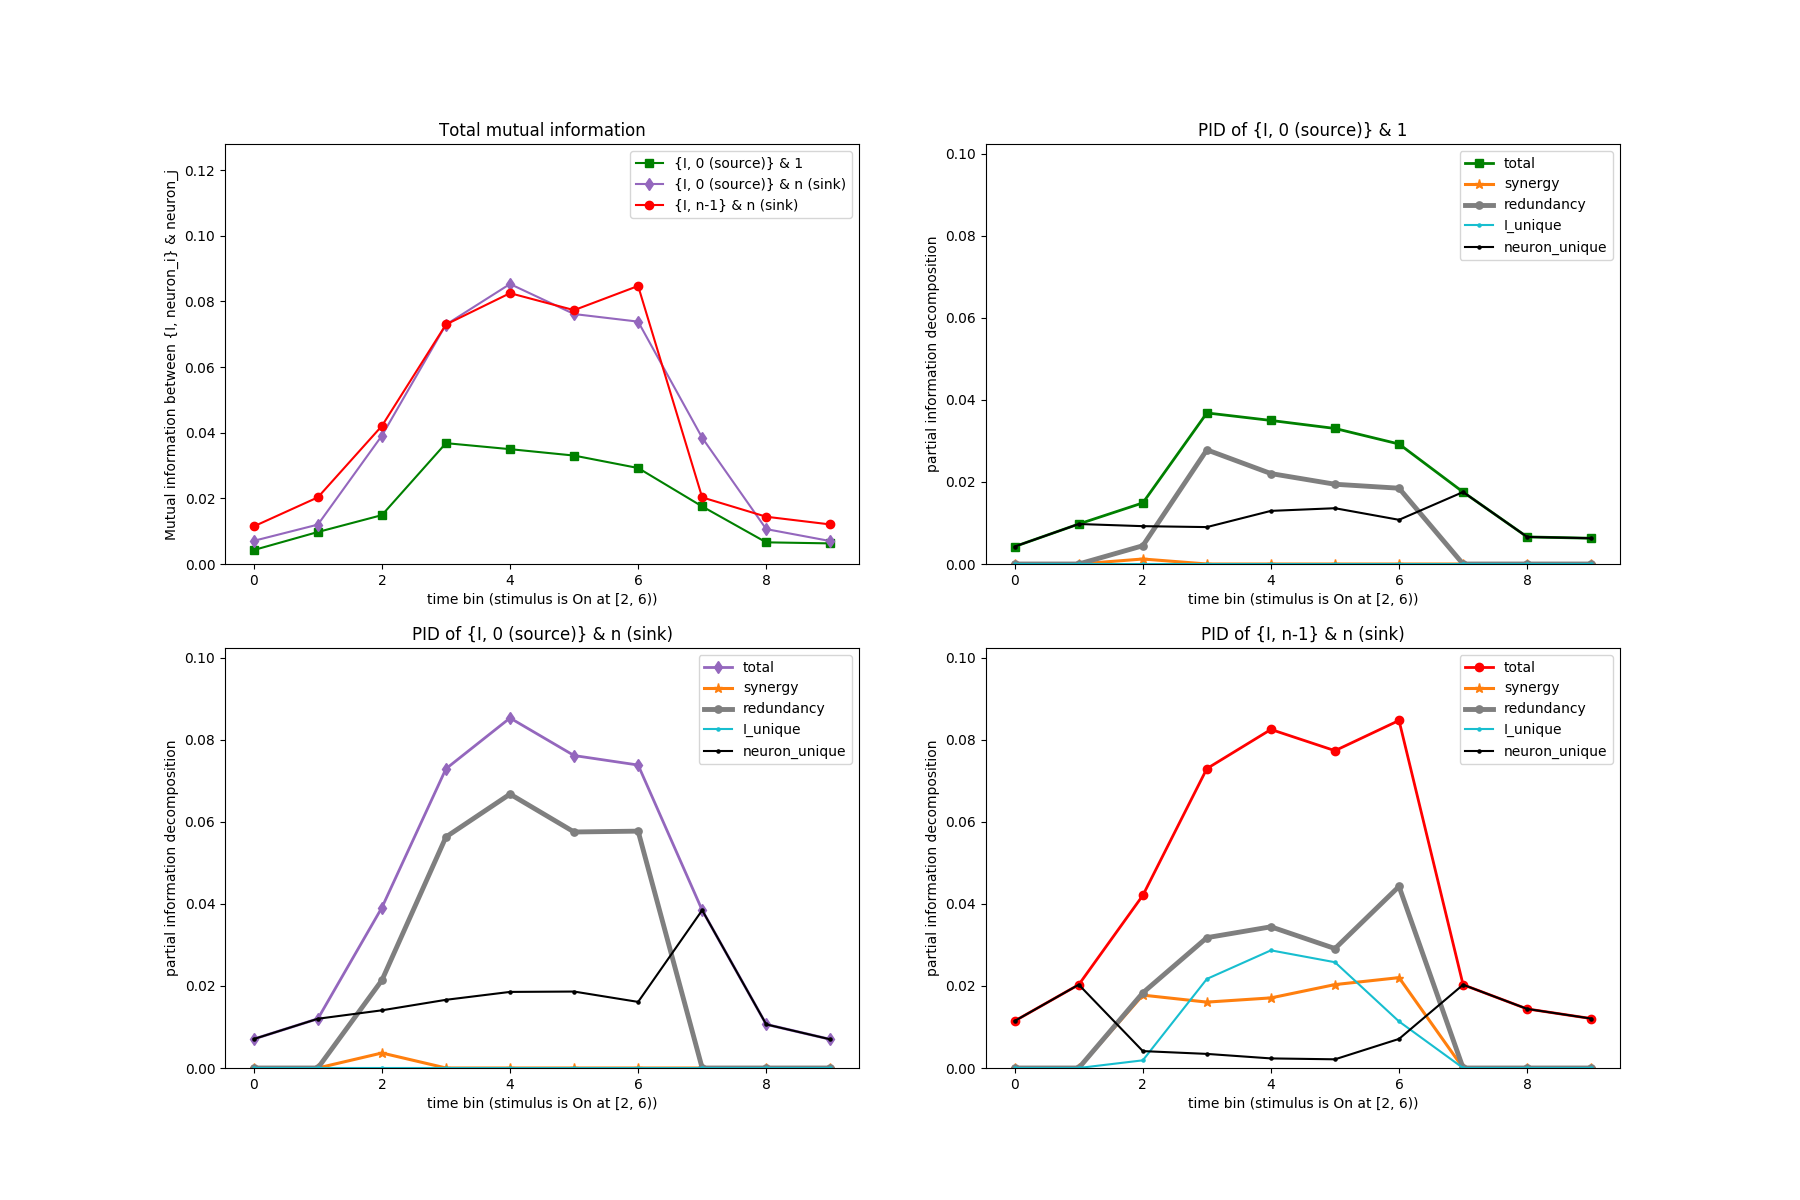 Total mutual information
Mutual information between {I, neuron_i} & neuron_j
0.12
0.10
0.08
0.06
0.04
0.02
0.00
{I, 0 (source)} & 1
{I, 0 (source)} & n (sink)
{I, n-1} & n (sink)
0 2 4 6 8
time bin (stimulus is On at [2, 6))
PID of {I, 0 (source)} & 1
partial information decomposition
0.10
0.08
0.06
0.04
0.02
0.00
total
synergy
redundancy
I_unique
neuron_unique
0 2 4 6 8
time bin (stimulus is On at [2, 6))
PID of {I, 0 (source)} & n (sink)
partial information decomposition
0.10
0.08
0.06
0.04
0.02
0.00
total
synergy
redundancy
I_unique
neuron_unique
0 2 4 6 8
time bin (stimulus is On at [2, 6))
PID of {I, n-1} & n (sink)
partial information decomposition
0.10
0.08
0.06
0.04
0.02
0.00
total
synergy
redundancy
I_unique
neuron_unique
0 2 4 6 8
time bin (stimulus is On at [2, 6))